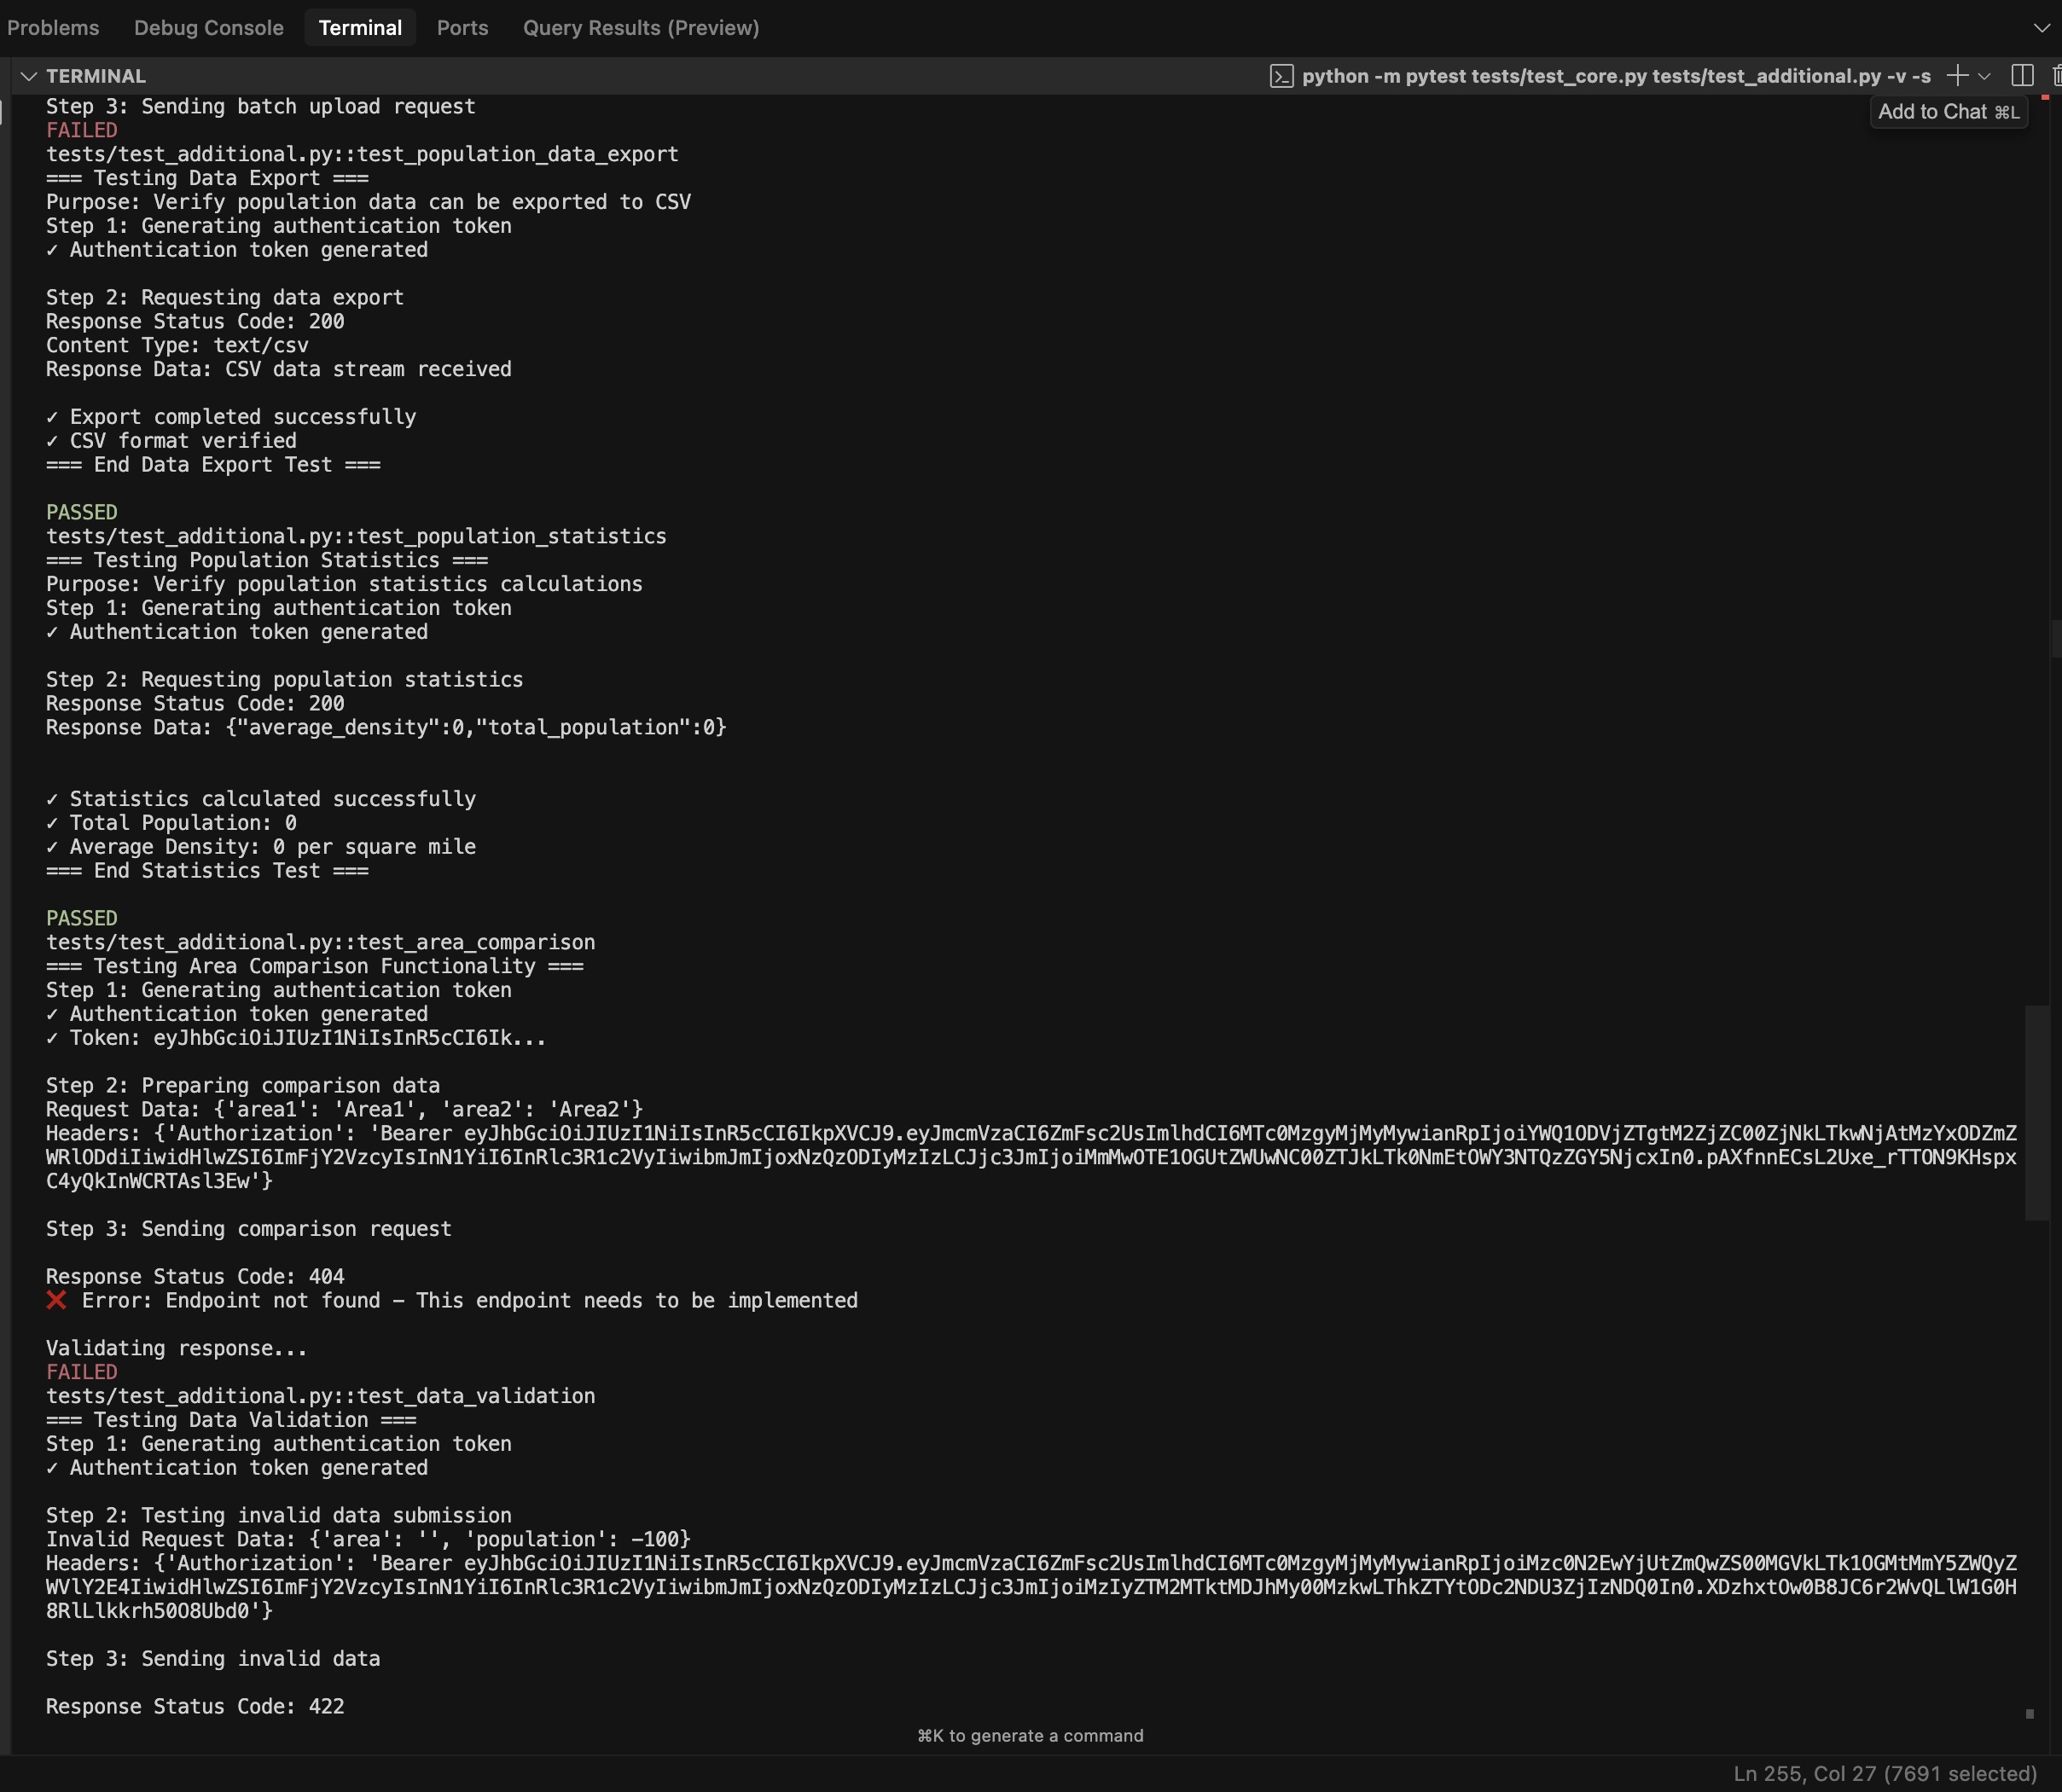 Problems Debug Console Terminal Ports Query Results (Preview)
TERMINAL
python -m pytest tests/test_core.py tests/test_additional.py -v -s
Add to Chat ⌘L
Step 3: Sending batch upload request
FAILED
tests/test_additional.py::test_population_data_export
=== Testing Data Export ===
Purpose: Verify population data can be exported to CSV
Step 1: Generating authentication token
✓ Authentication token generated
Step 2: Requesting data export
Response Status Code: 200
Content Type: text/csv
Response Data: CSV data stream received
✓ Export completed successfully
✓ CSV format verified
=== End Data Export Test ===
PASSED
tests/test_additional.py::test_population_statistics
=== Testing Population Statistics ===
Purpose: Verify population statistics calculations
Step 1: Generating authentication token
✓ Authentication token generated
Step 2: Requesting population statistics
Response Status Code: 200
Response Data: {"average_density":0,"total_population":0}
✓ Statistics calculated successfully
✓ Total Population: 0
✓ Average Density: 0 per square mile
=== End Statistics Test ===
PASSED
tests/test_additional.py::test_area_comparison
=== Testing Area Comparison Functionality ===
Step 1: Generating authentication token
✓ Authentication token generated
✓ Token: eyJhbGciOiJIUzI1NiIsInR5cCI6Ik...
Step 2: Preparing comparison data
Request Data: {'area1': 'Area1', 'area2': 'Area2'}
Headers: {'Authorization': 'Bearer eyJhbGciOiJIUzI1NiIsInR5cCI6IkpXVCJ9.eyJmcmVzaCI6ZmFsc2UsImlhdCI6MTc0MzgyMjMyMywianRpIjoiYWQ1ODVjZTgtM2ZjZC00ZjNkLTkwNjAtMzYxODZmZ
WRlODdiIiwidHlwZSI6ImFjY2VzcyIsInN1YiI6InRlc3R1c2VyIiwibmJmIjoxNzQzODIyMzIzLCJjc3JmIjoiMmMwOTE1OGUtZWUwNC00ZTJkLTk0NmEtOWY3NTQzZGY5NjcxIn0.pAXfnnECsL2Uxe_rTTON9KHspx
C4yQkInWCRTAsl3Ew'}
Step 3: Sending comparison request
Response Status Code: 404
❌ Error: Endpoint not found - This endpoint needs to be implemented
Validating response...
FAILED
tests/test_additional.py::test_data_validation
=== Testing Data Validation ===
Step 1: Generating authentication token
✓ Authentication token generated
Step 2: Testing invalid data submission
Invalid Request Data: {'area': '', 'population': -100}
Headers: {'Authorization': 'Bearer eyJhbGciOiJIUzI1NiIsInR5cCI6IkpXVCJ9.eyJmcmVzaCI6ZmFsc2UsImlhdCI6MTc0MzgyMjMyMywianRpIjoiMzc0N2EwYjUtZmQwZS00MGVkLTk1OGMtMmY5ZWQyZ
WVlY2E4IiwidHlwZSI6ImFjY2VzcyIsInN1YiI6InRlc3R1c2VyIiwibmJmIjoxNzQzODIyMzIzLCJjc3JmIjoiMzIyZTM2MTktMDJhMy00MzkwLThkZTYtODc2NDU3ZjIzNDQ0In0.XDzhxtOw0B8JC6r2WvQLlW1G0H
8RlLlkkrh50O8Ubd0'}
Step 3: Sending invalid data
Response Status Code: 422
⌘K to generate a command
Ln 255, Col 27 (7691 selected)